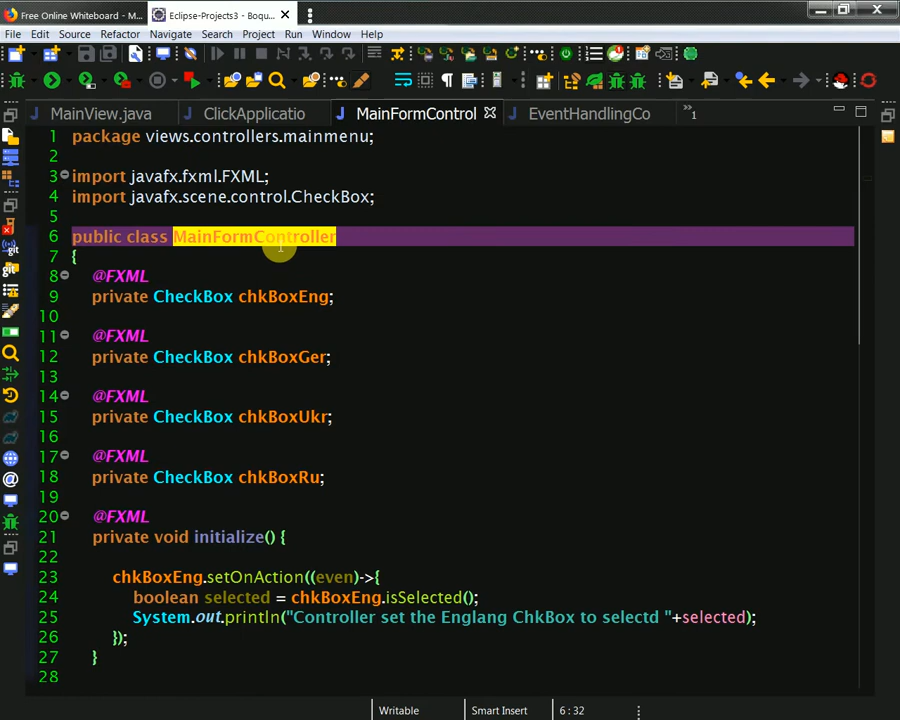 Free Online Whiteboard - M...
Eclipse-Projects3 - Boqu...
File Edit Source Refactor Navigate Search Project Run Window Help
MainView.java ClickApplicatio MainFormControl EventHandlingCo »1
1 package views.controllers.mainmenu;
2
3 import javafx.fxml.FXML;
4 import javafx.scene.control.CheckBox;
5
6 public class MainFormController
7 {
8 @FXML
9 private CheckBox chkBoxEng;
10
11 @FXML
12 private CheckBox chkBoxGer;
13
14 @FXML
15 private CheckBox chkBoxUkr;
16
17 @FXML
18 private CheckBox chkBoxRu;
19
20 @FXML
21 private void initialize() {
22
23 chkBoxEng.setOnAction((even)->{
24 boolean selected = chkBoxEng.isSelected();
25 System.out.println("Controller set the Englang ChkBox to selectd "+selected);
26 });
27 }
28
Writable Smart Insert 6 : 32